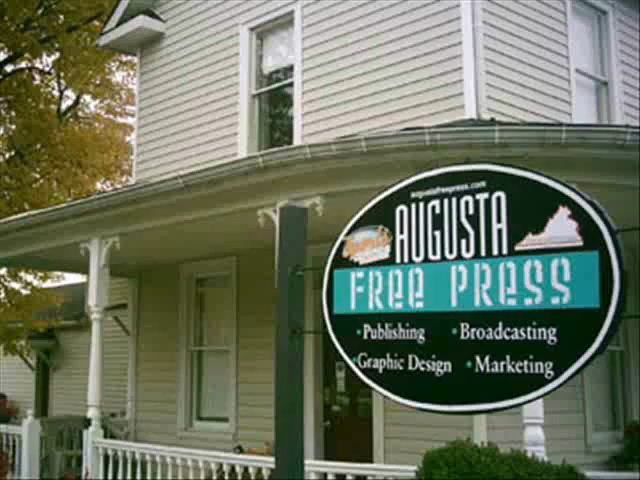 augustafreepress.com
AUGUSTA
FREE PRESS
•Publishing •Broadcasting
•Graphic Design •Marketing